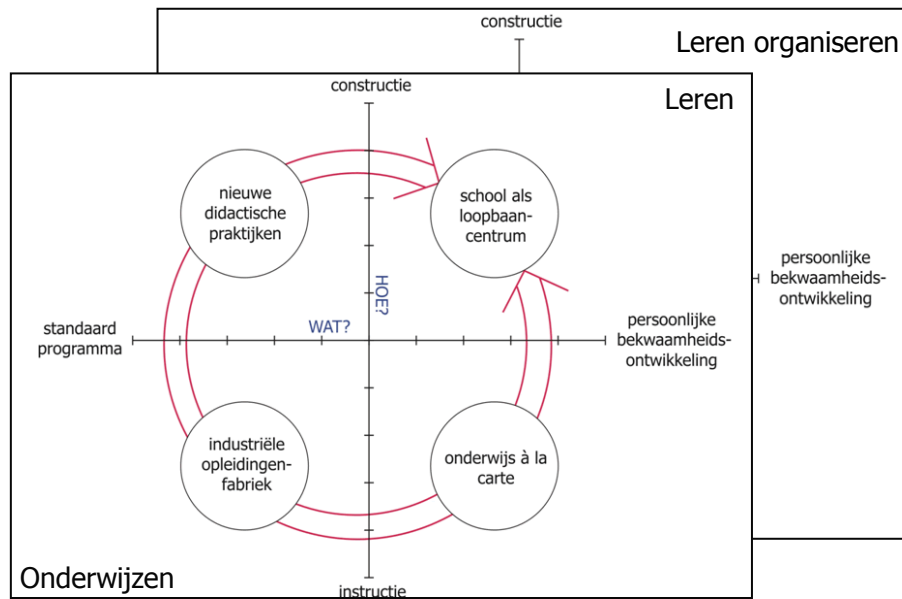 constructie
Leren organiseren
constructie
Leren
nieuwe
didactische
praktijken
school als
loopbaan-
centrum
persoonlijke
bekwaamheids-
ontwikkeling
HOE?
WAT?
standaard
programma
persoonlijke
bekwaamheids-
ontwikkeling
industriële
opleidingen-
fabriek
onderwijs à la
carte
Onderwijzen
instructie